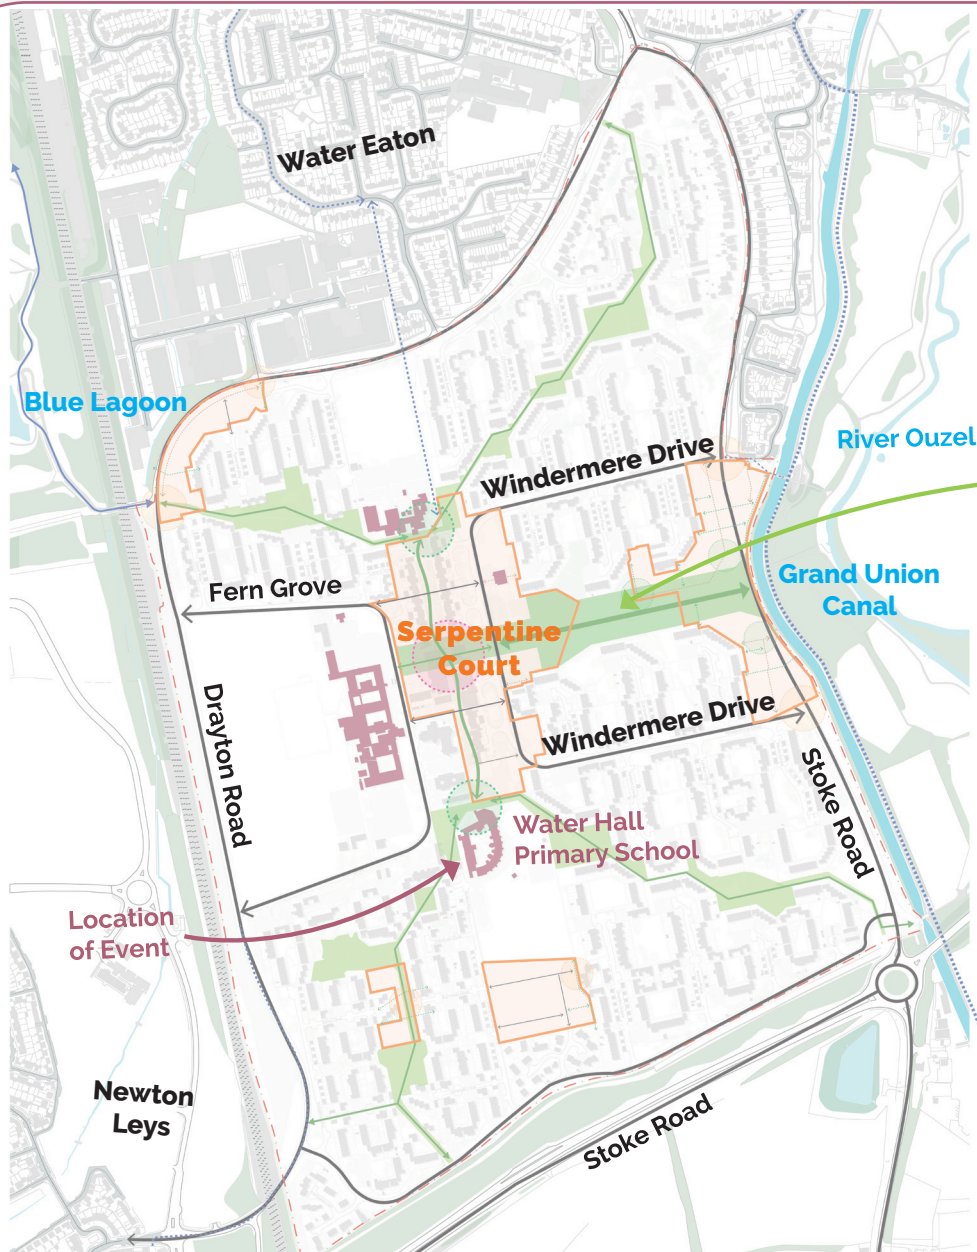 Water Eaton
Blue Lagoon
River Ouzel
Windermere Drive
Grand Union
Canal
Fern Grove
Serpentine
Court
Drayton Road
Windermere Drive
Stoke Road
Water Hall
Primary School
Location
of Event
Newton
Leys
Stoke Road